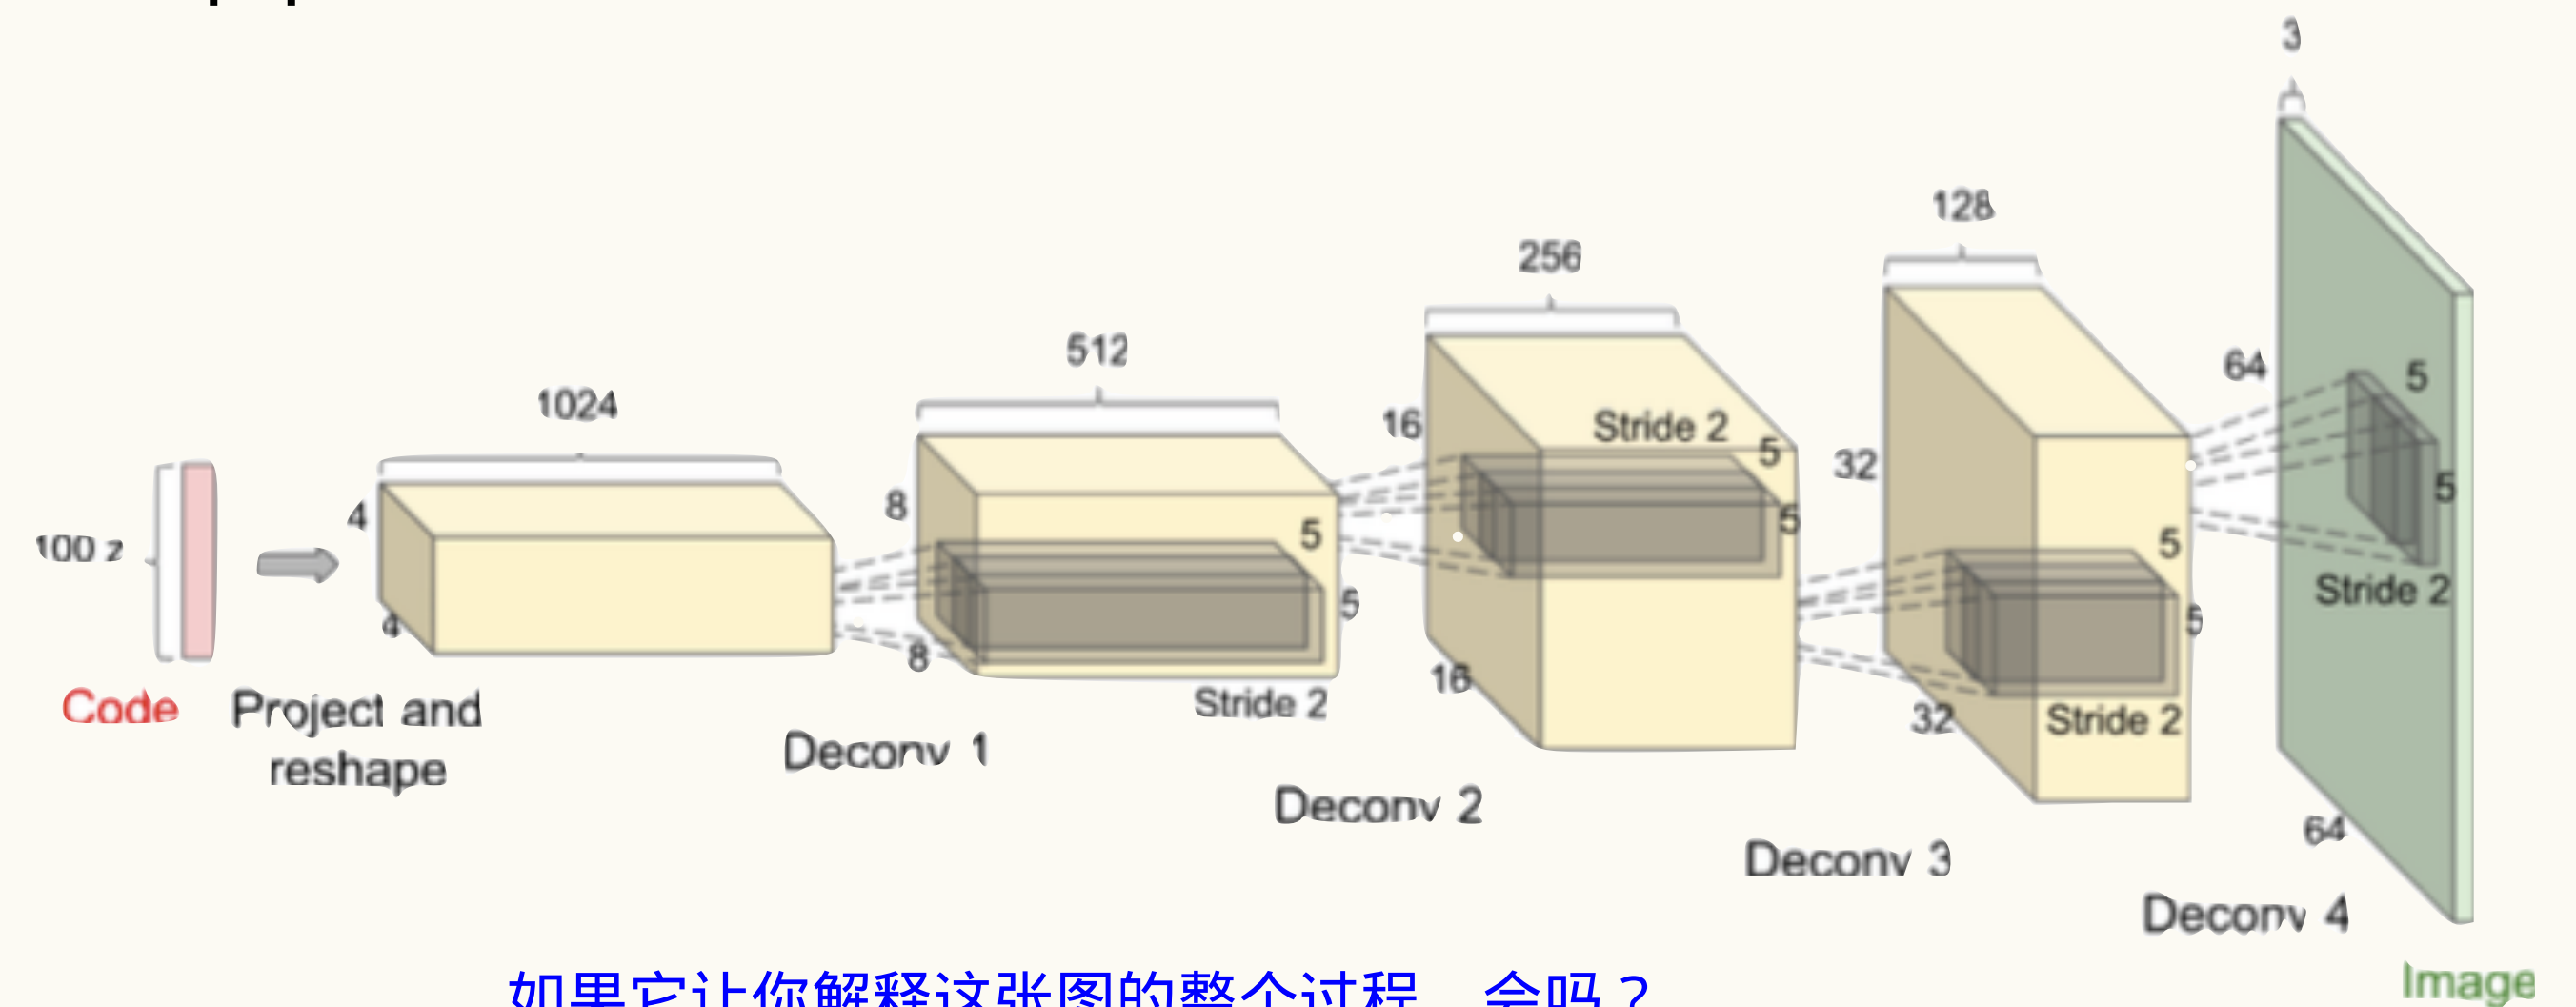 3
128
256
512
1024
64
5
16
Stride 2
5
32
5
8
4
5
5
5
100 z
5
5
Stride 2
4
8
16
32
Stride 2
Stride 2
Code
Project and
reshape
Deconv 1
Deconv 2
64
Deconv 3
Deconv 4
Image
如果它让你解释这张图的整个过程 会吗？